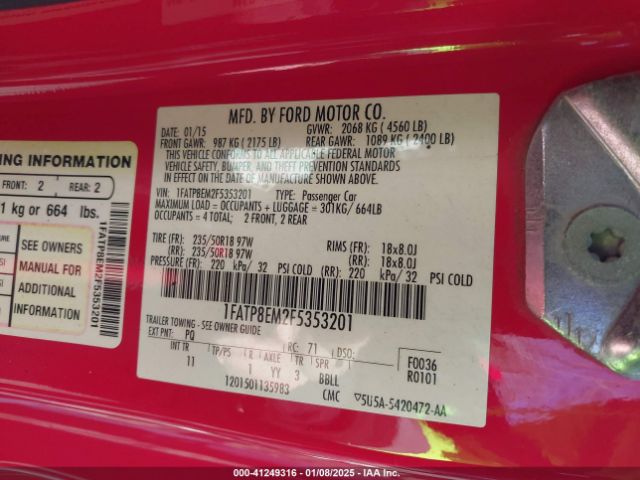 NG INFORMATION
FRONT: 2 REAR: 2
1 kg or 664 lbs.
SEE OWNERS
MANUAL FOR
ADDITIONAL
INFORMATION
1FATP8EM2F5353201
MFD. BY FORD MOTOR CO.
DATE: 01/15 GVWR: 2068 KG ( 4560 LB)
FRONT GAWR: 987 KG ( 2175 LB) REAR GAWR: 1089 KG ( 2400 LB)
THIS VEHICLE CONFORMS TO ALL APPLICABLE FEDERAL MOTOR
VEHICLE SAFETY, BUMPER, AND THEFT PREVENTION STANDARDS
IN EFFECT ON THE DATE OF MANUFACTURE SHOWN ABOVE.
VIN: 1FATP8EM2F5353201 TYPE: Passenger Car
MAXIMUM LOAD = OCCUPANTS + LUGGAGE = 301KG/ 664LB
OCCUPANTS = 4 TOTAL; 2 FRONT, 2 REAR
TIRE (FR): 235/50R18 97W RIMS (FR): 18x8.0J
(RR): 235/50R18 97W (RR): 18x8.0J
PRESSURE (FR): 220 kPa/ 32 PSI COLD (RR): 220 kPa/ 32 PSI COLD
1FATP8EM2F5353201
TRAILER TOWING - SEE OWNER GUIDE
EXT PNT: PQ RC: 71 DSO: F0036
INT TR TP/PS R AXLE TR SPR R0101
11 1 YY 3 BBLL
1201501135983 CMC ▽5U5A-5420472-AA
000-41249316 - 01/08/2025 - IAA Inc.